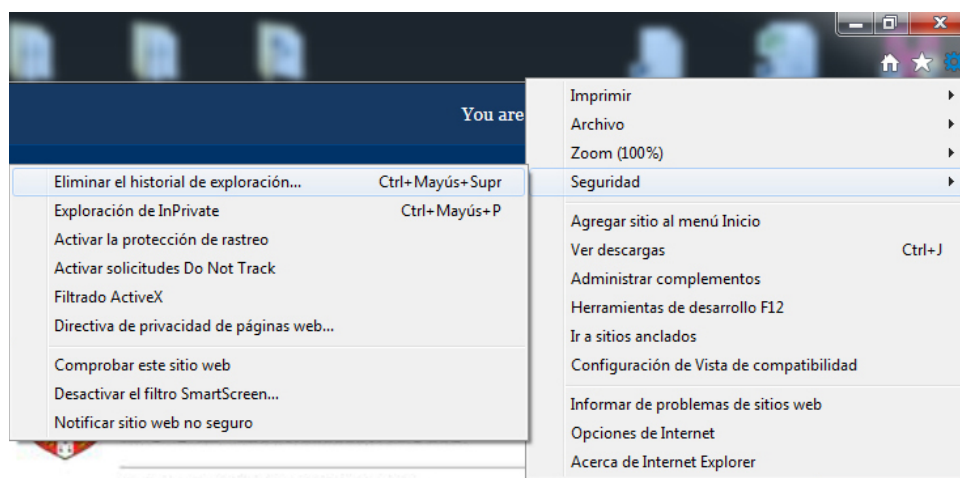 You are
Imprimir
Archivo
Zoom (100%)
Seguridad
Agregar sitio al menú Inicio
Ver descargas Ctrl+J
Administrar complementos
Herramientas de desarrollo F12
Ir a sitios anclados
Configuración de Vista de compatibilidad
Informar de problemas de sitios web
Opciones de Internet
Acerca de Internet Explorer
Eliminar el historial de exploración... Ctrl+Mayús+Supr
Exploración de InPrivate Ctrl+Mayús+P
Activar la protección de rastreo
Activar solicitudes Do Not Track
Filtrado ActiveX
Directiva de privacidad de páginas web...
Comprobar este sitio web
Desactivar el filtro SmartScreen...
Notificar sitio web no seguro